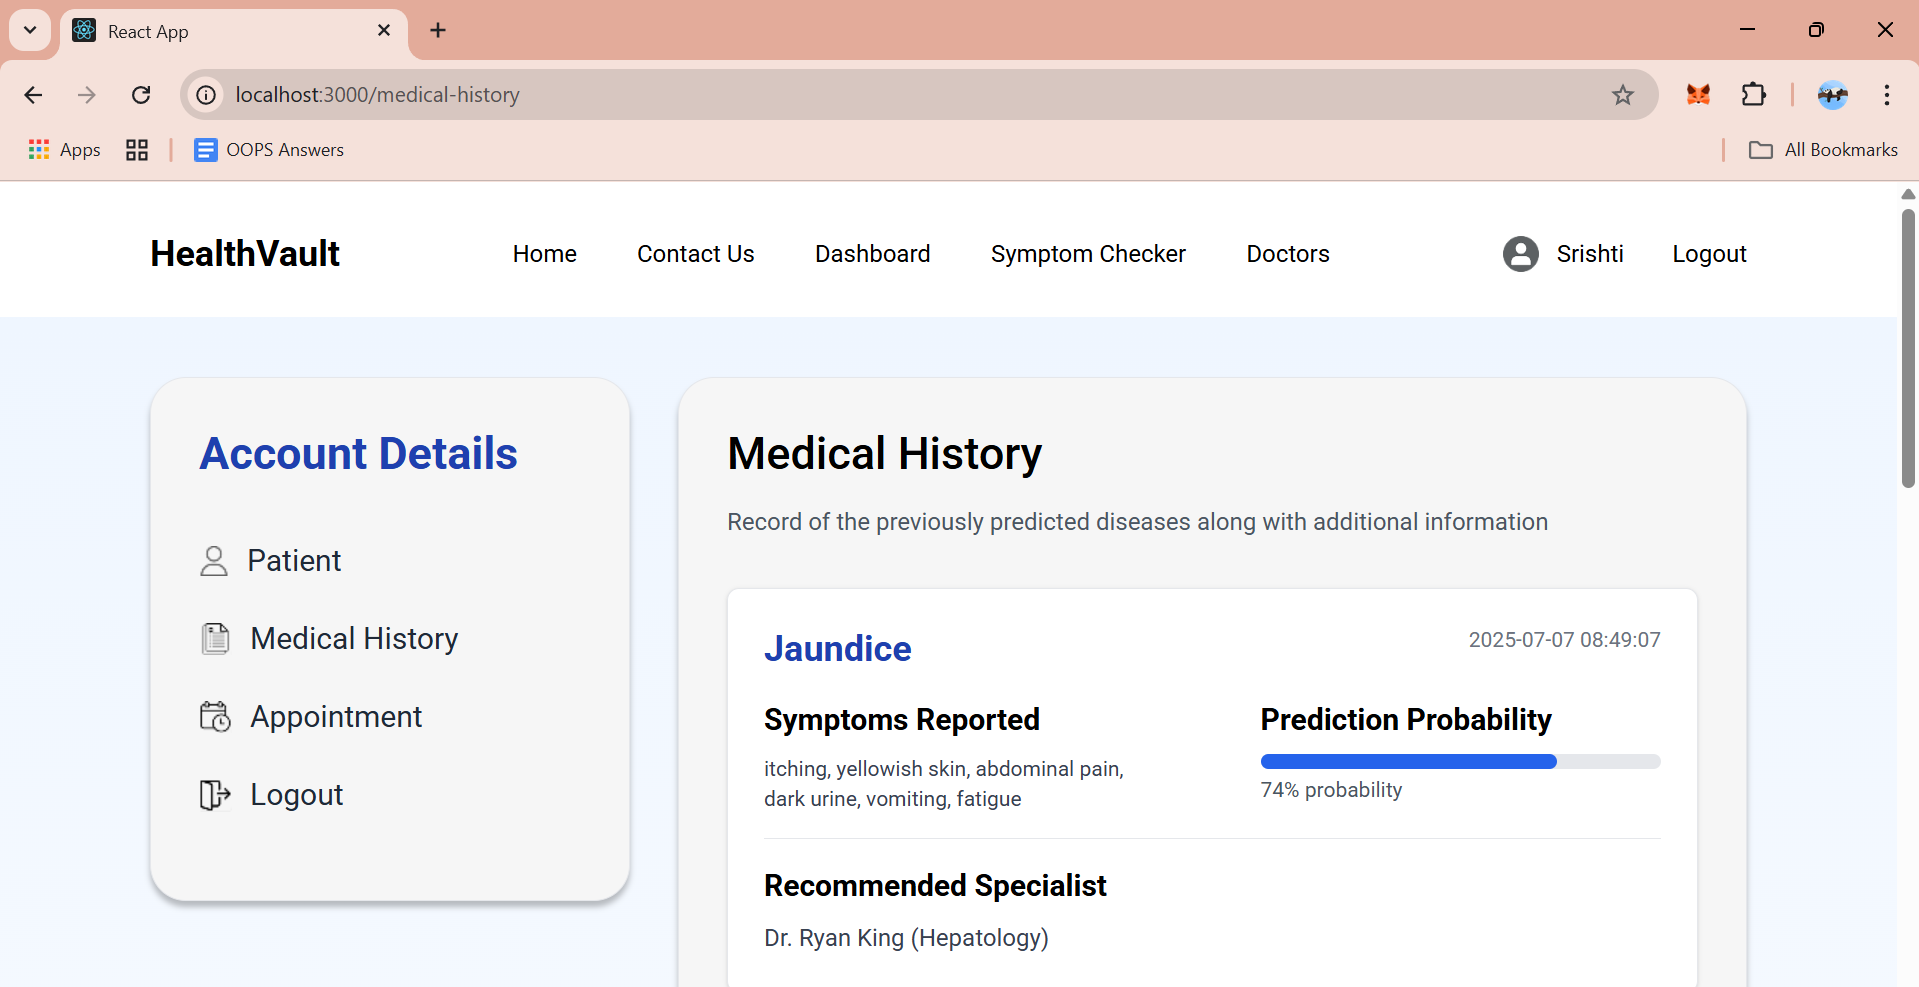 React App
localhost:3000/medical-history
Apps
OOPS Answers
All Bookmarks
HealthVault
Home
Contact Us
Dashboard
Symptom Checker
Doctors
Srishti
Logout
Account Details
Patient
Medical History
Appointment
Logout
Medical History
Record of the previously predicted diseases along with additional information
Jaundice
2025-07-07 08:49:07
Symptoms Reported
itching, yellowish skin, abdominal pain,
dark urine, vomiting, fatigue
Prediction Probability
74% probability
Recommended Specialist
Dr. Ryan King (Hepatology)